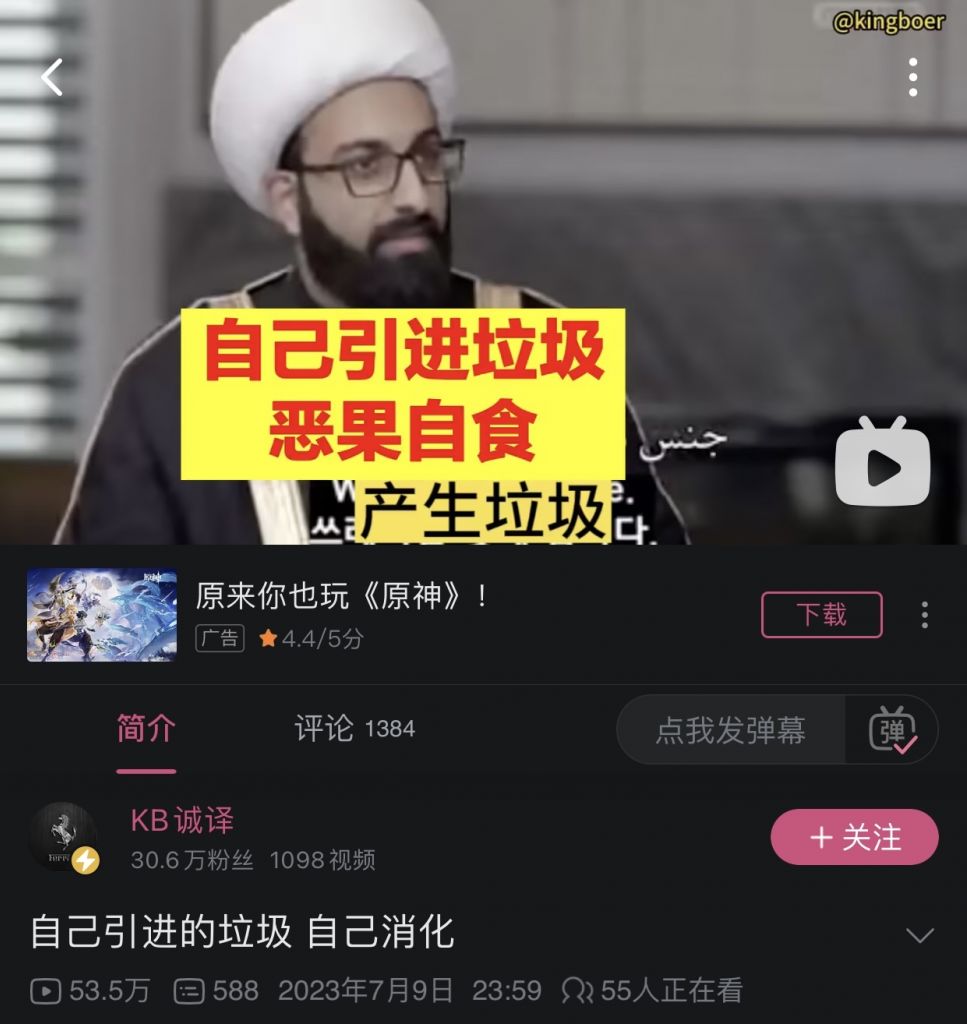 @kingboer
自己引进垃圾
恶果自食
جنس
产生垃圾
原神
原来你也玩《原神》!
广告
4.4/5分
下载
简介
评论 1384
点我发弹幕
弹
KB诚译
30.6万粉丝 1098视频
+ 关注
自己引进的垃圾 自己消化
53.5万 588 2023年7月9日 23:59 55人正在看